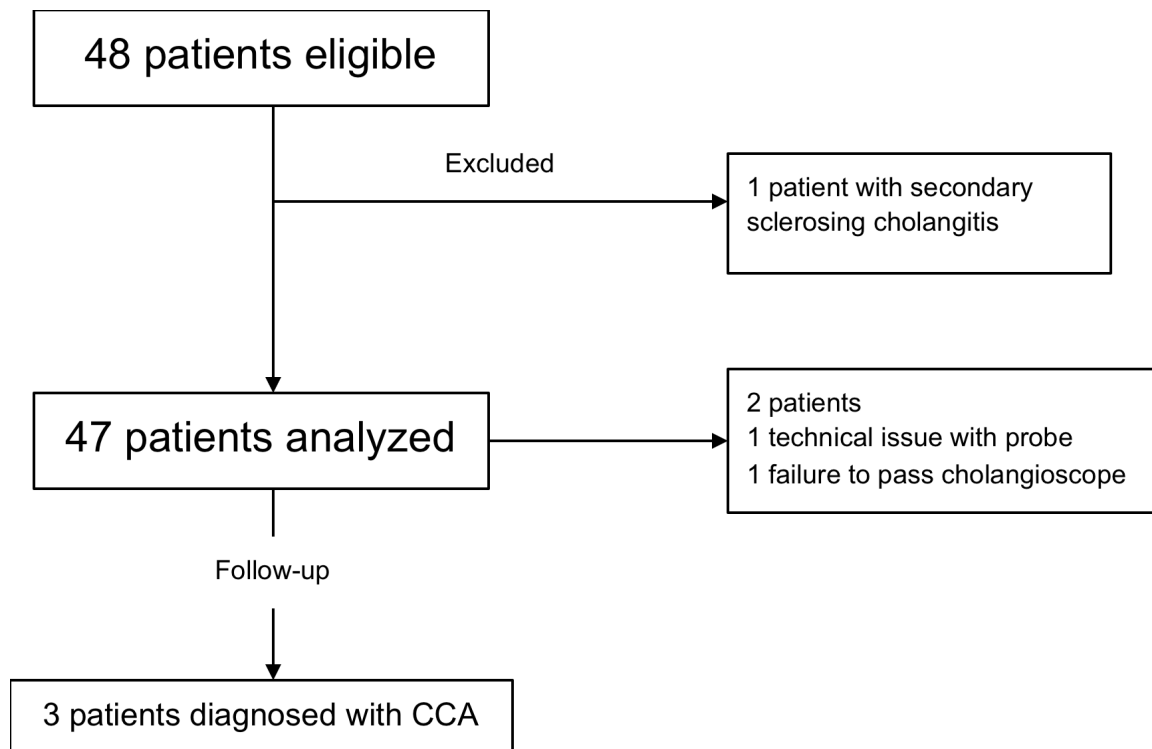 48 patients eligible
Excluded
1 patient with secondary
sclerosing cholangitis
47 patients analyzed
2 patients
1 technical issue with probe
1 failure to pass cholangioscope
Follow-up
3 patients diagnosed with CCA